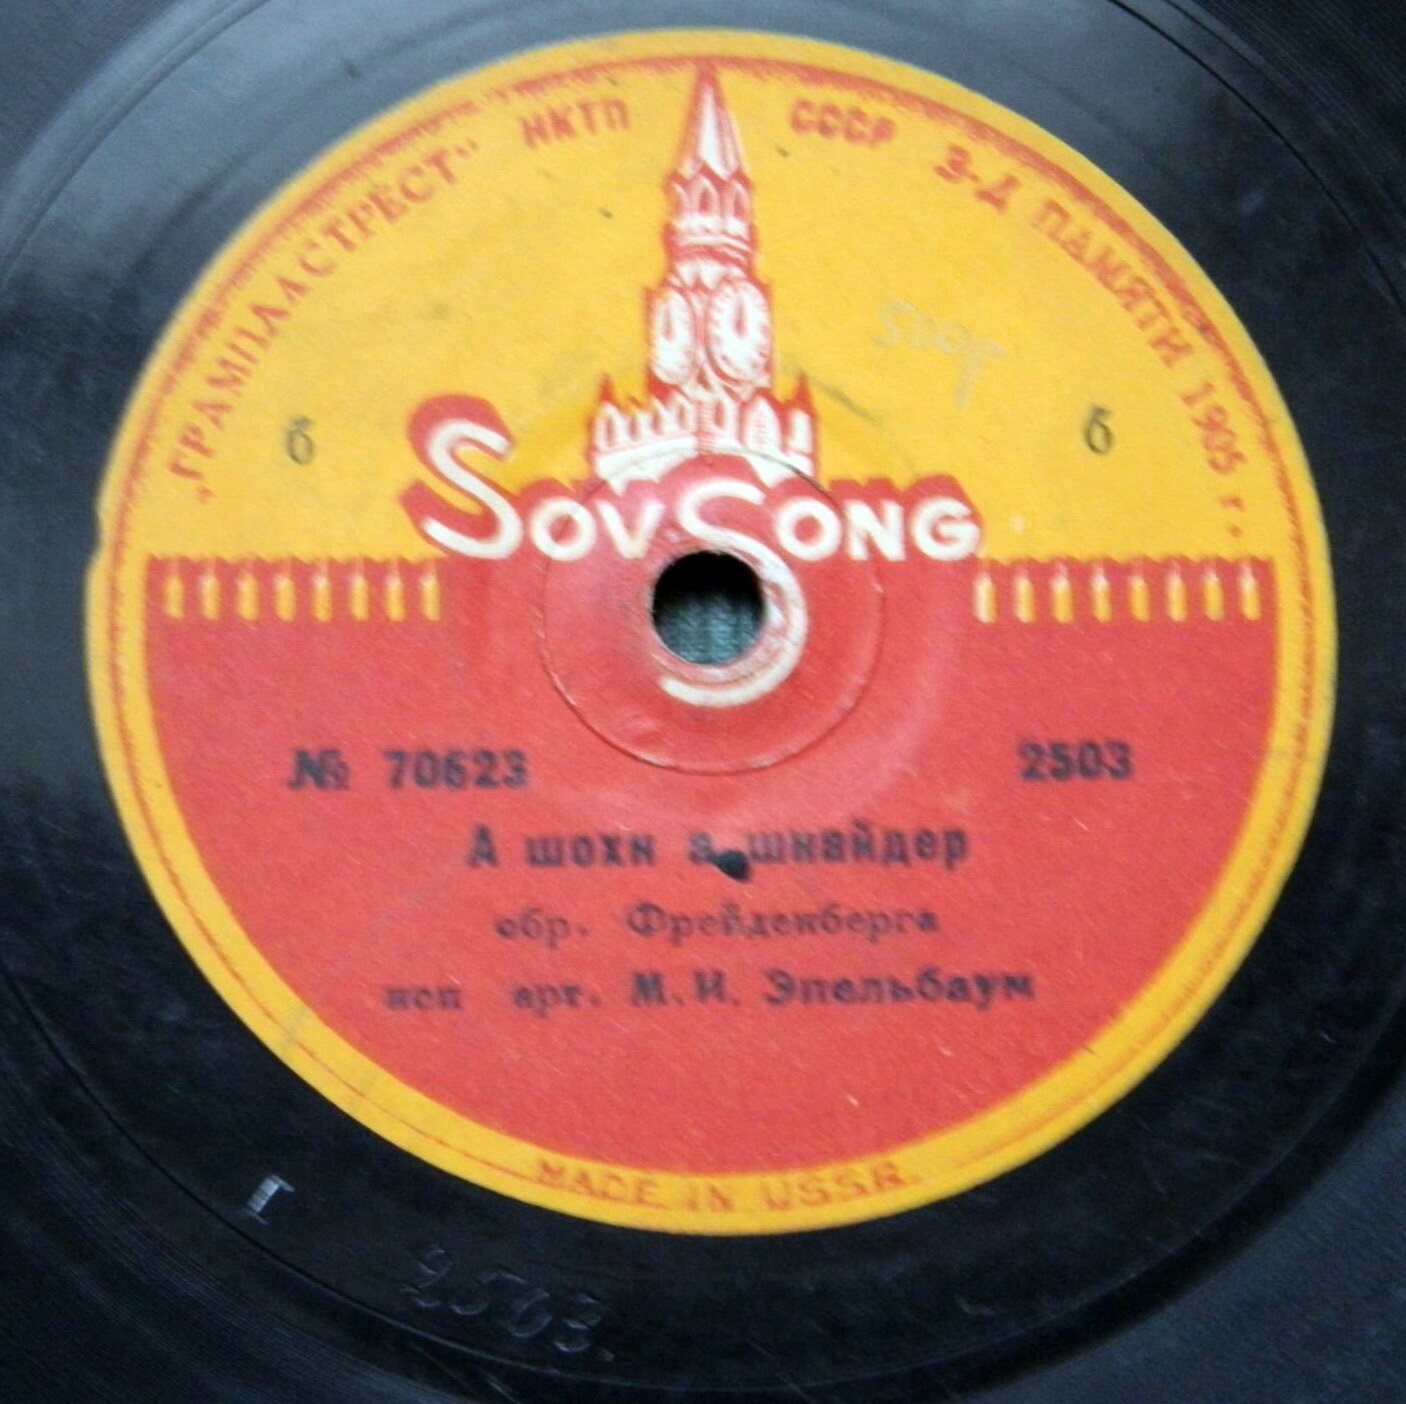 „ГРАМПЛАСТРЕСТ“ НКТП СССР З-Д ПАМЯТИ 1905 г.
б б
SovSong
№ 70623 2503
А шохн а шнайдер
обр. Фрейденберга
исп арт. М. И. Эпельбаум
MADE IN USSR.
I
2503.